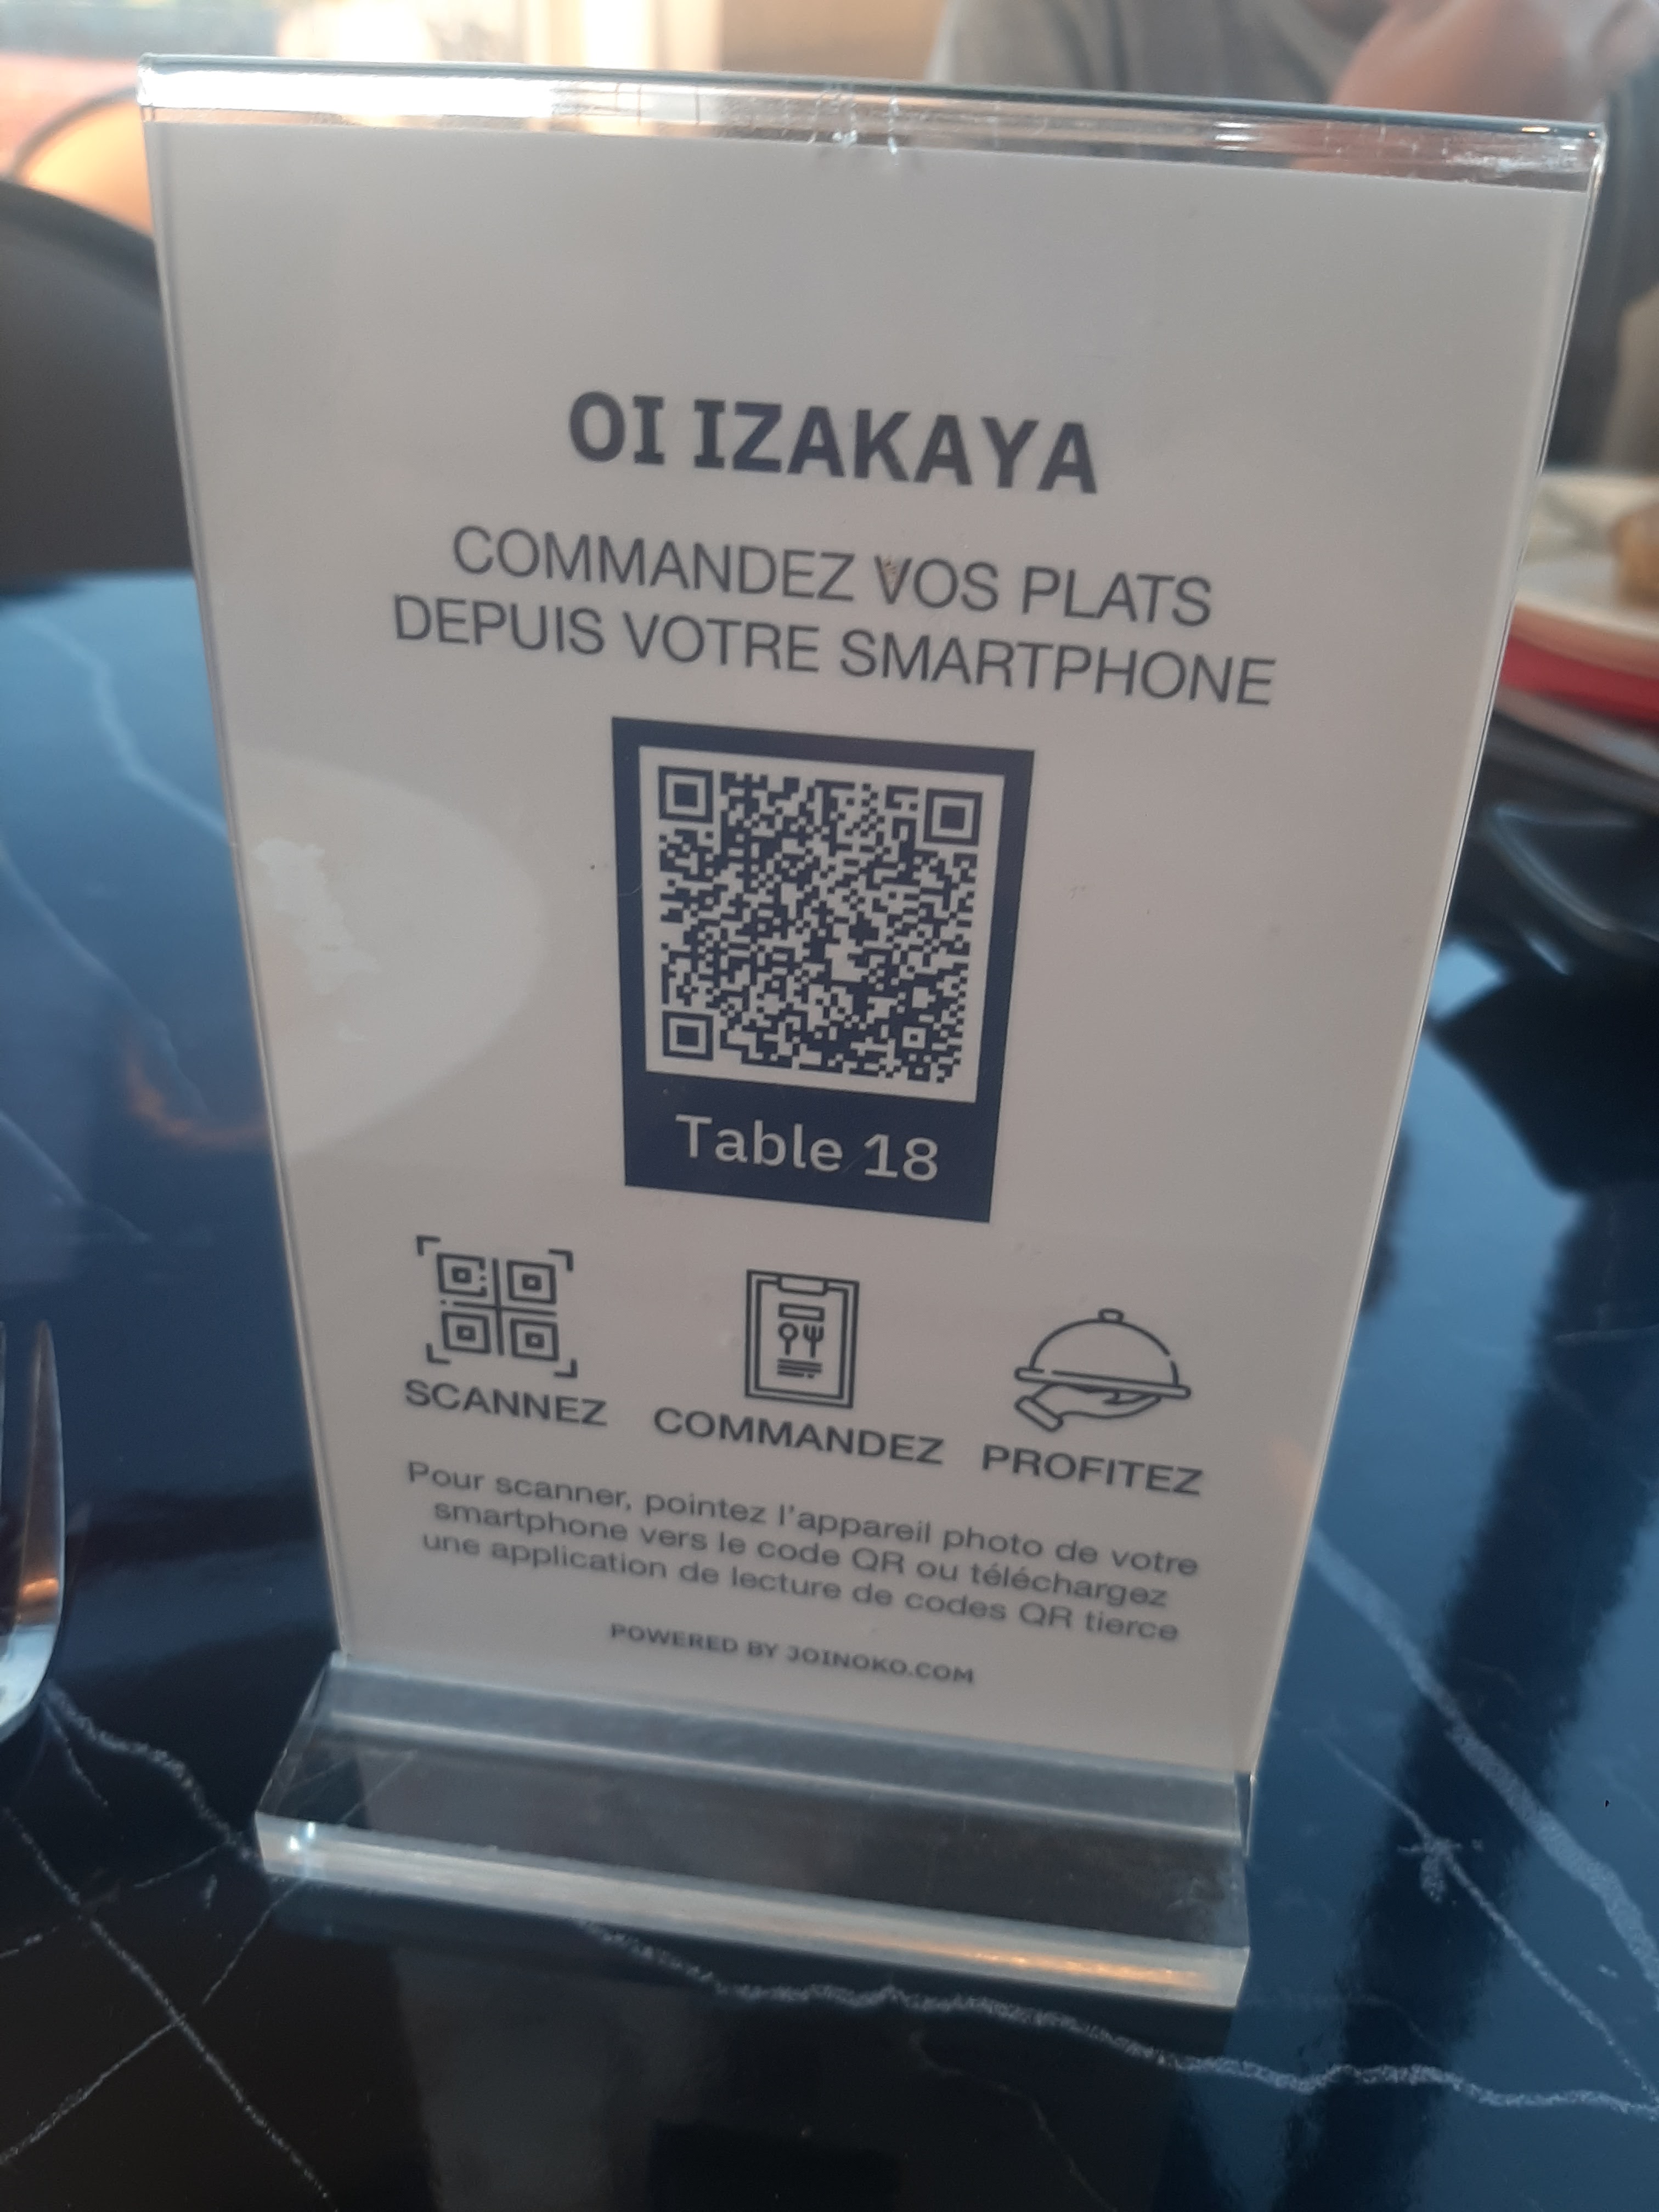 OI IZAKAYA
COMMANDEZ VOS PLATS
DEPUIS VOTRE SMARTPHONE
Table 18
SCANNEZ COMMANDEZ PROFITEZ
Pour scanner, pointez l'appareil photo de votre
smartphone vers le code QR ou téléchargez
une application de lecture de codes QR tierce
POWERED BY JOINOKO.COM